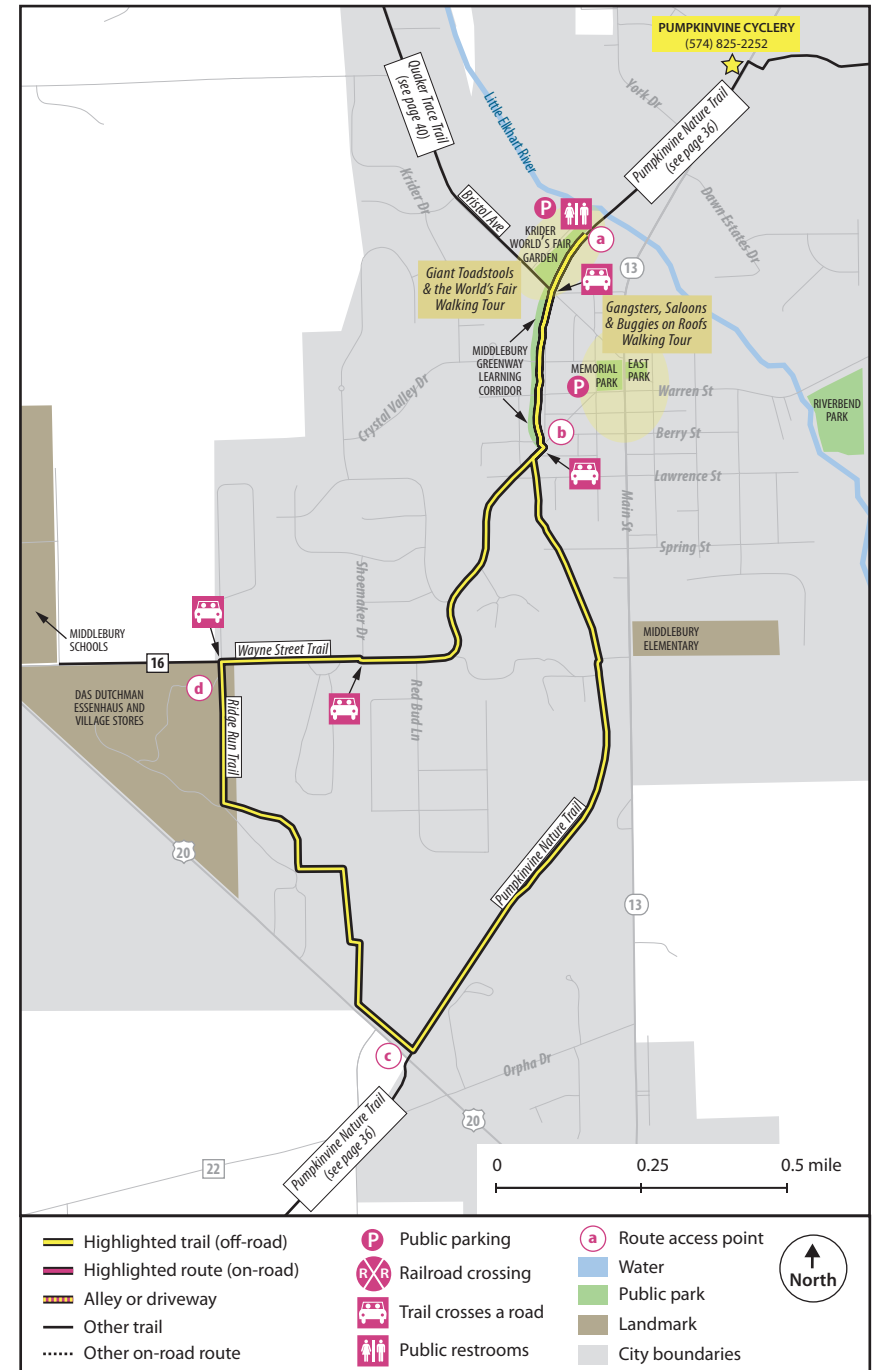 PUMPKINVINE CYCLERY
(574) 825-2252
Quaker Trace Trail
(see page 40)
Little Elkhart River
York Dr
Pumpkinvine Nature Trail
(see page 36)
Krider Dr
Bristol Ave
Dawn Estates Dr
P
KRIDER
WORLD'S FAIR
GARDEN
a
13
Giant Toadstools
& the World's Fair
Walking Tour
Gangsters, Saloons
& Buggies on Roofs
Walking Tour
MIDDLEBURY
GREENWAY
LEARNING
CORRIDOR
MEMORIAL
PARK
EAST
PARK
P
Warren St
RIVERBEND
PARK
Crystal Valley Dr
b
Berry St
Lawrence St
Main St
Spring St
Shoemaker Dr
MIDDLEBURY
SCHOOLS
MIDDLEBURY
ELEMENTARY
16
Wayne Street Trail
d
DAS DUTCHMAN
ESSENHAUS AND
VILLAGE STORES
Ridge Run Trail
Red Bud Ln
20
Pumpkinvine Nature Trail
13
c
Orpha Dr
20
Pumpkinvine Nature Trail
(see page 36)
22
0 0.25 0.5 mile
Highlighted trail (off-road)
Highlighted route (on-road)
Alley or driveway
Other trail
Other on-road route
P Public parking
R R Railroad crossing
Trail crosses a road
Public restrooms
a Route access point
Water
Public park
Landmark
City boundaries
North